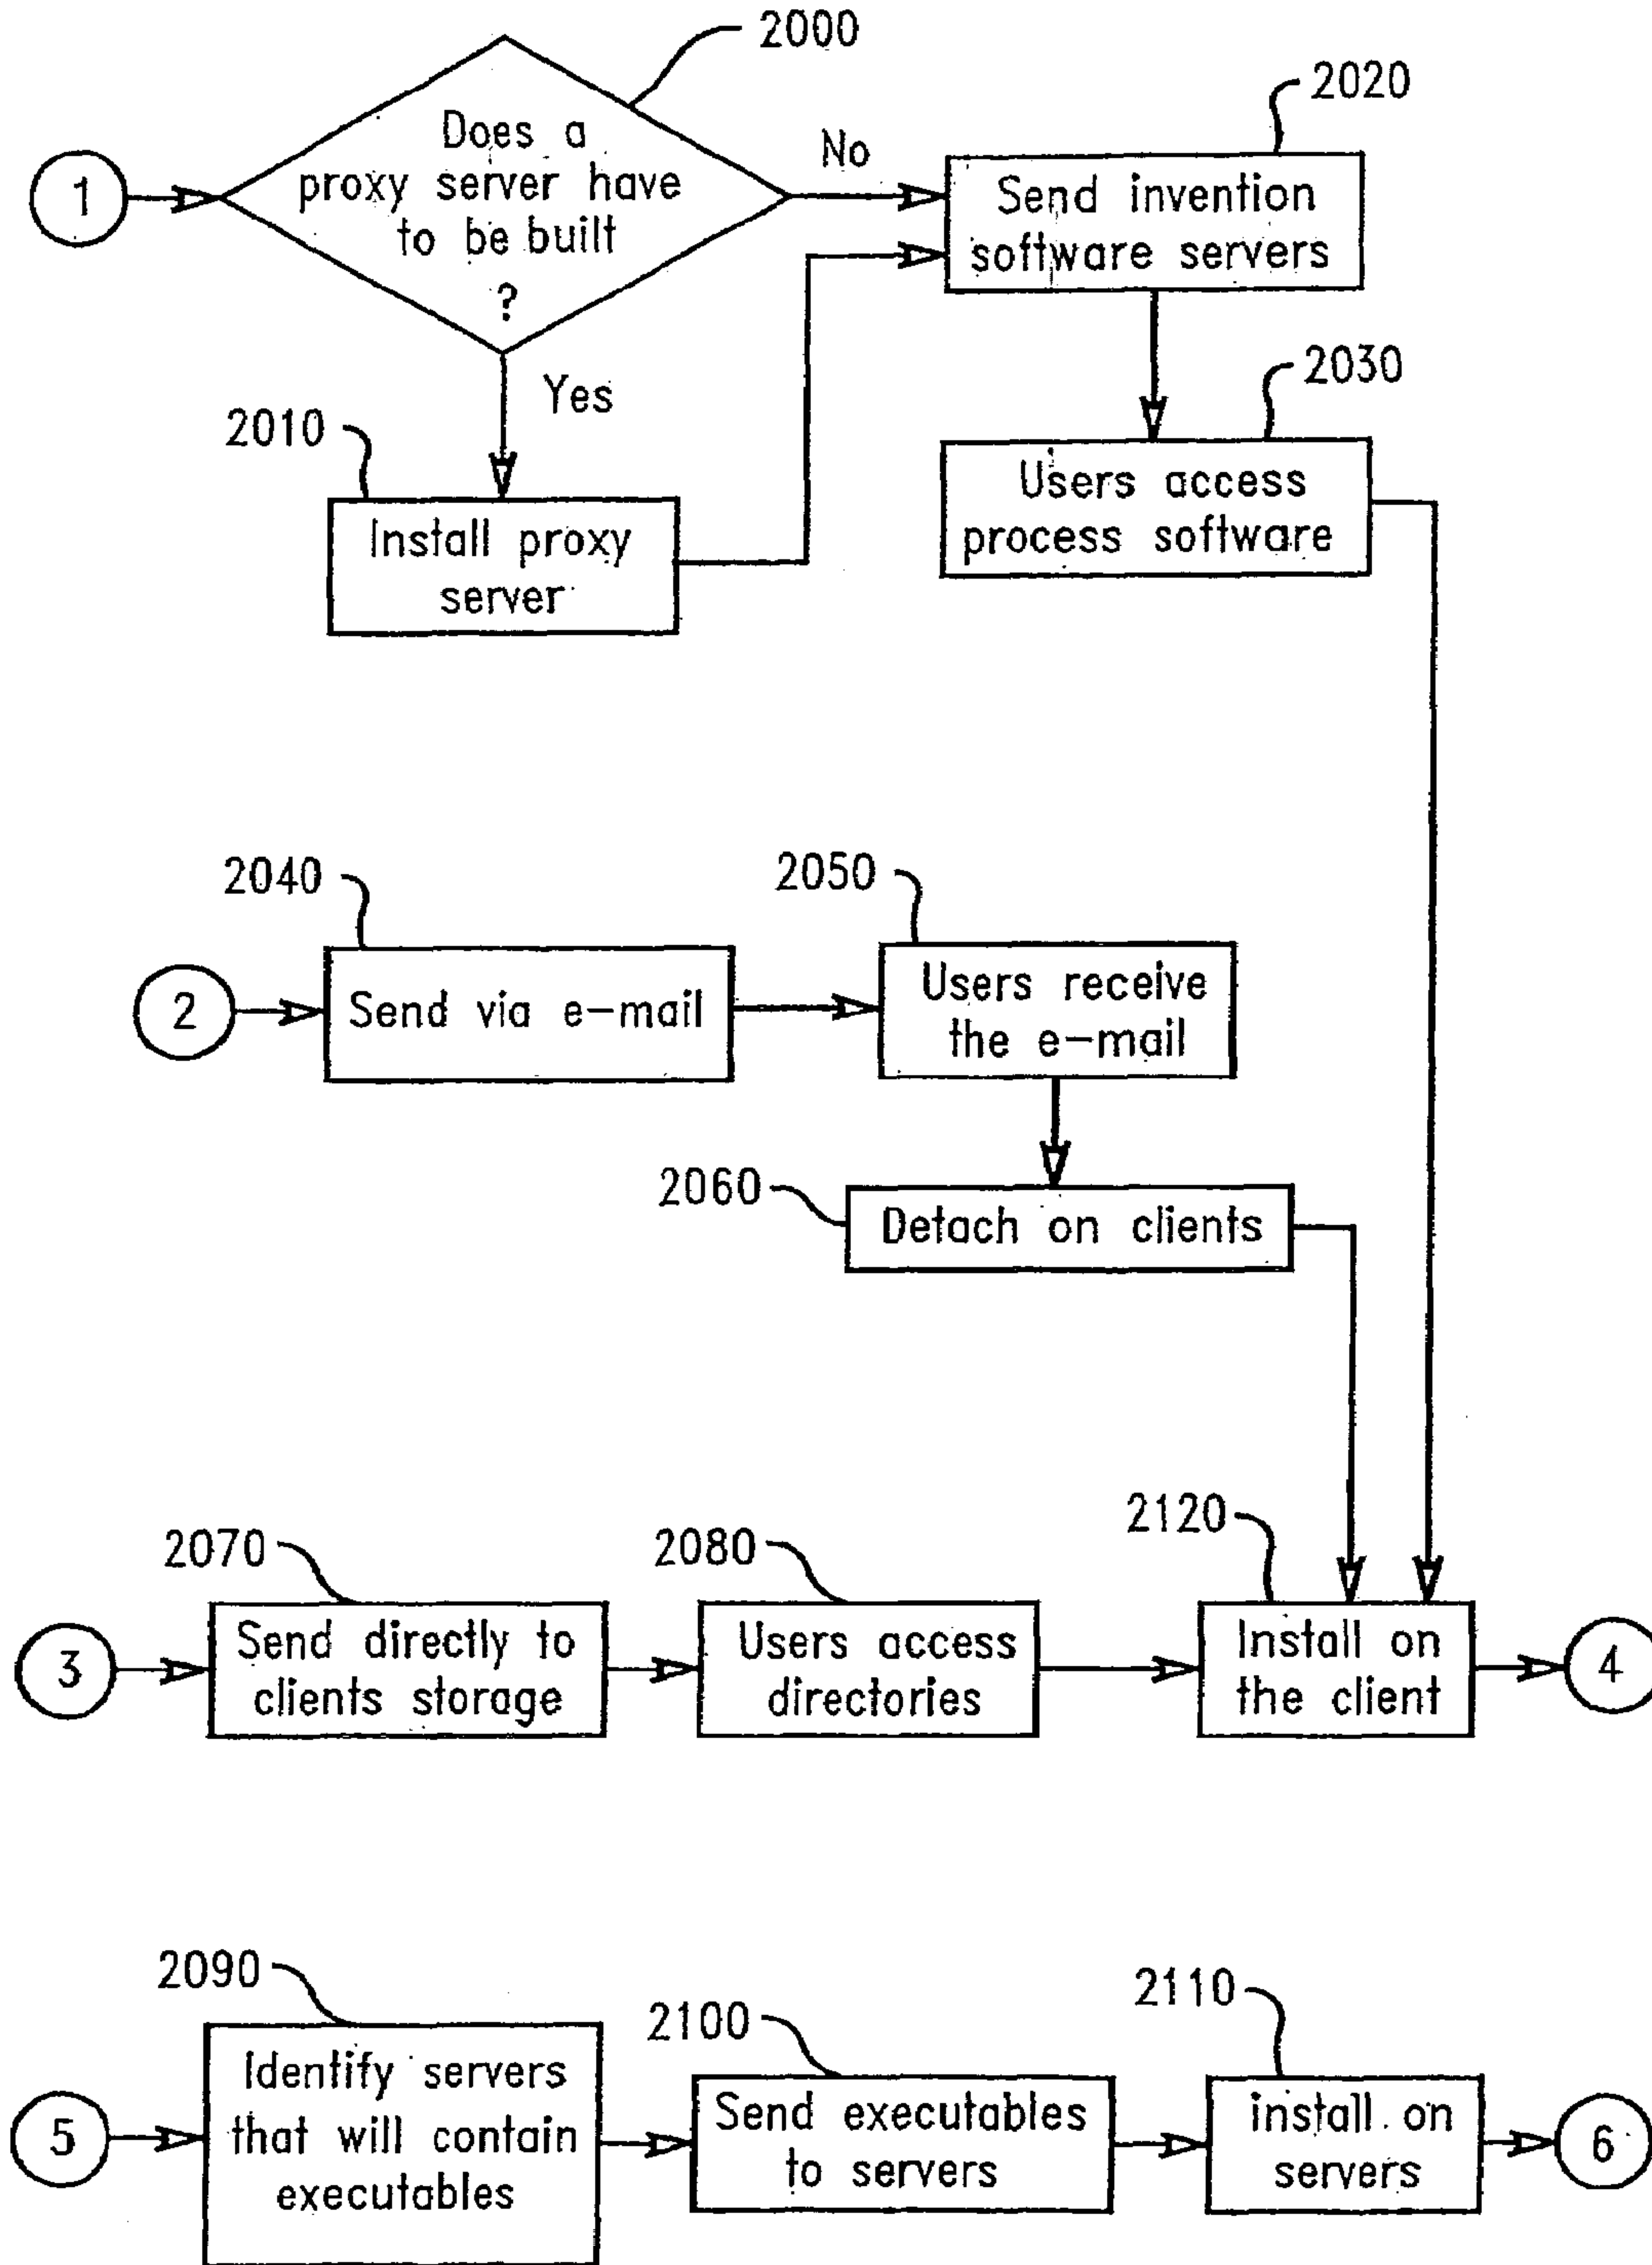 2000
2020
1
Does a
proxy server have
to be built
?
No
Send invention
software servers
2030
Yes
2010
Users access
process software
Install proxy
server
2040
2050
2
Send via e-mail
Users receive
the e-mail
2060
Detach on clients
2120
2070
2080
3
Send directly to
clients storage
Users access
directories
Install on
the client
4
2090
2100
2110
5
Identify servers
that will contain
executables
Send executables
to servers
install on
servers
6